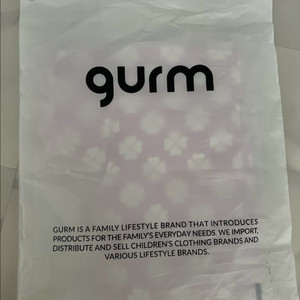 gurm
GURM IS A FAMILY LIFESTYLE BRAND THAT INTRODUCES
PRODUCTS FOR THE FAMILY'S EVERYDAY NEEDS. WE IMPORT,
DISTRIBUTE AND SELL CHILDREN'S CLOTHING BRANDS AND
VARIOUS LIFESTYLE BRANDS.